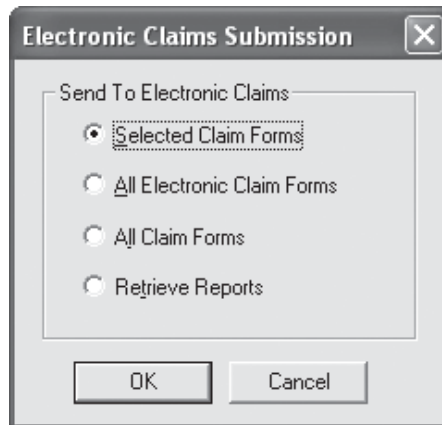 Electronic Claims Submission
Send To Electronic Claims
Selected Claim Forms
All Electronic Claim Forms
All Claim Forms
Retrieve Reports
OK Cancel